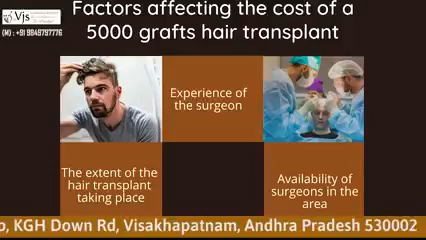 Factors affecting the cost of a
5000 grafts hair transplant
Vjs
(M) : +91 9849797776
Experience
of the surgeon
The extent of the
hair transplant
taking place
Availability of
surgeons in the
area
KGH Down Rd, Visakhapatnam, Andhra Pradesh 530002